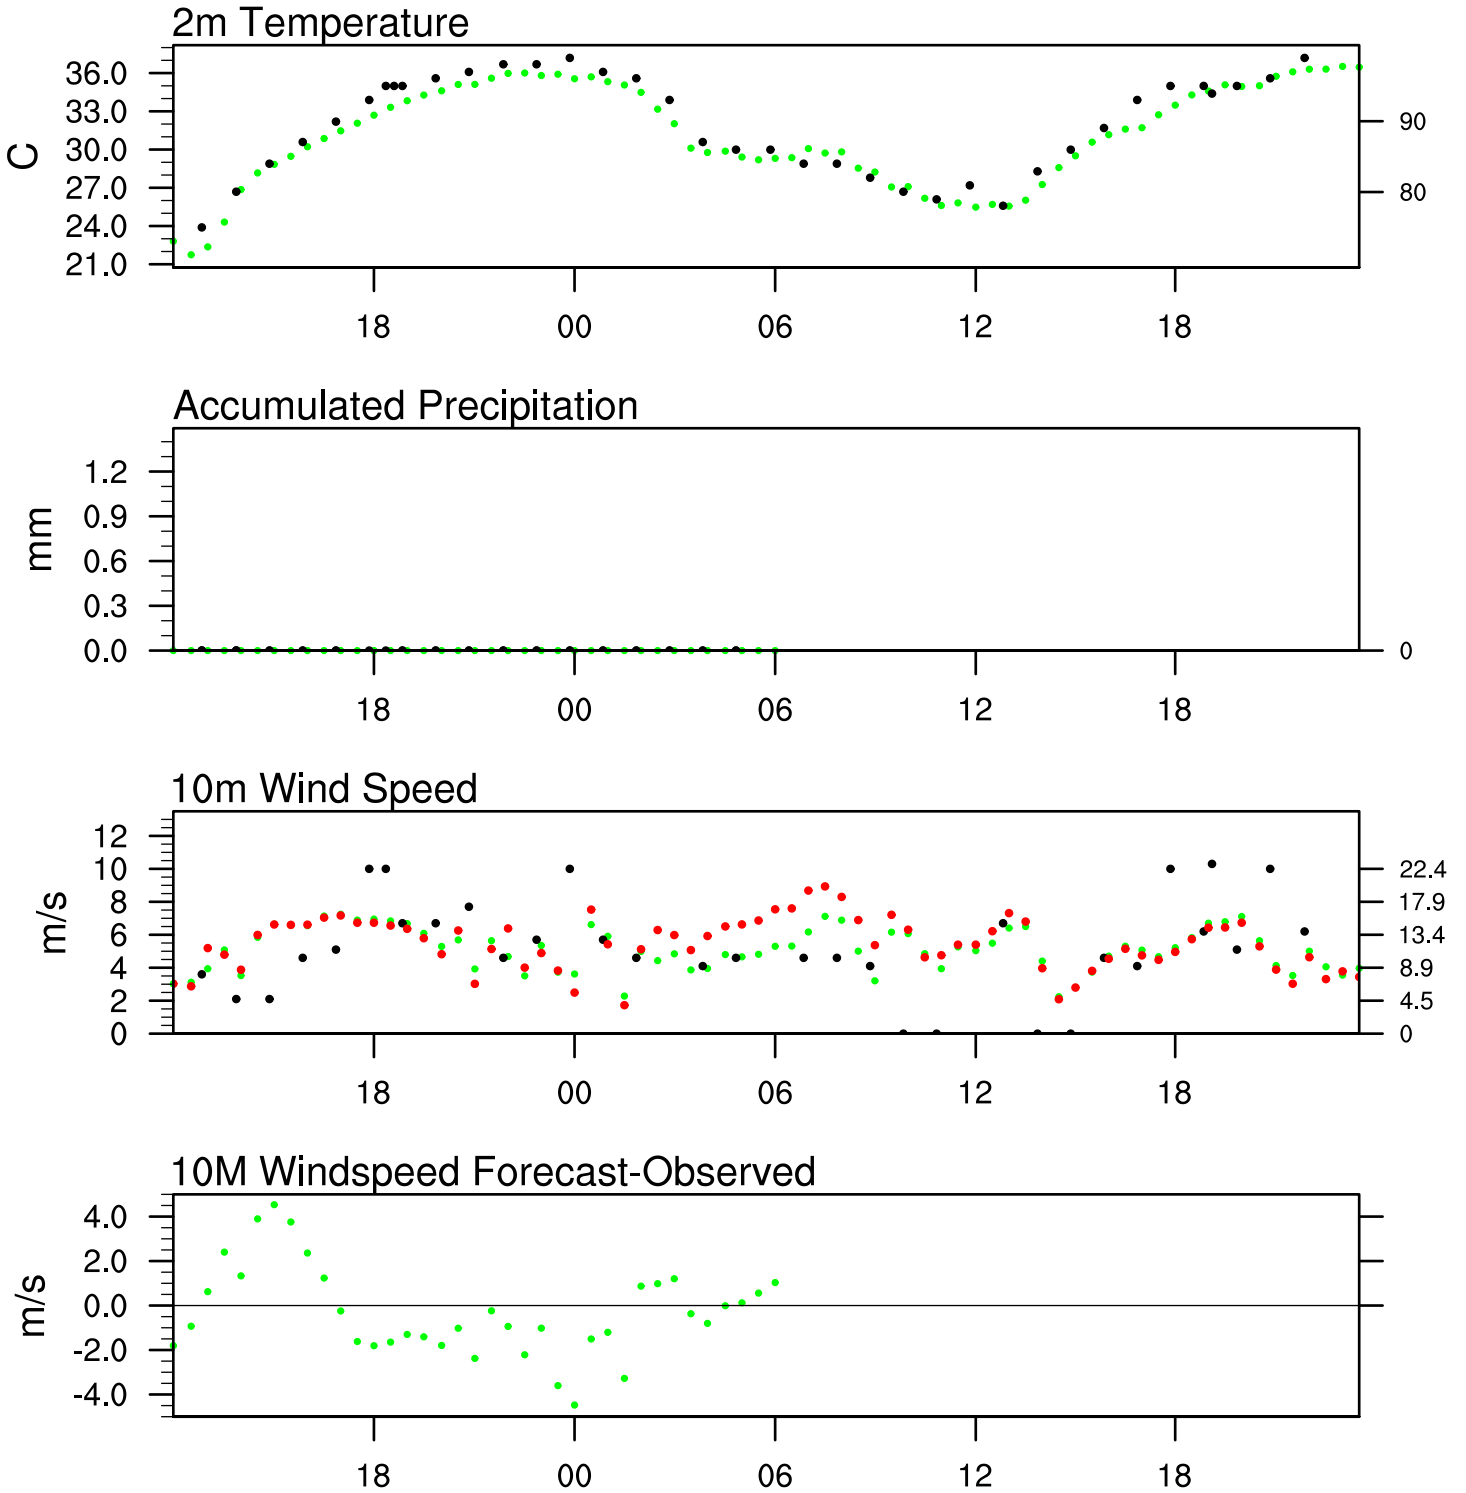 2m Temperature
36.0
33.0
90
C
30.0
27.0
80
24.0
21.0
18 00 06 12 18
Accumulated Precipitation
1.2
0.9
mm
0.6
0.3
0.0 0
18 00 06 12 18
10m Wind Speed
12
10 22.4
8 17.9
m/s
6 13.4
4 8.9
2 4.5
0 0
18 00 06 12 18
10M Windspeed Forecast-Observed
4.0
2.0
m/s
0.0
-2.0
-4.0
18 00 06 12 18